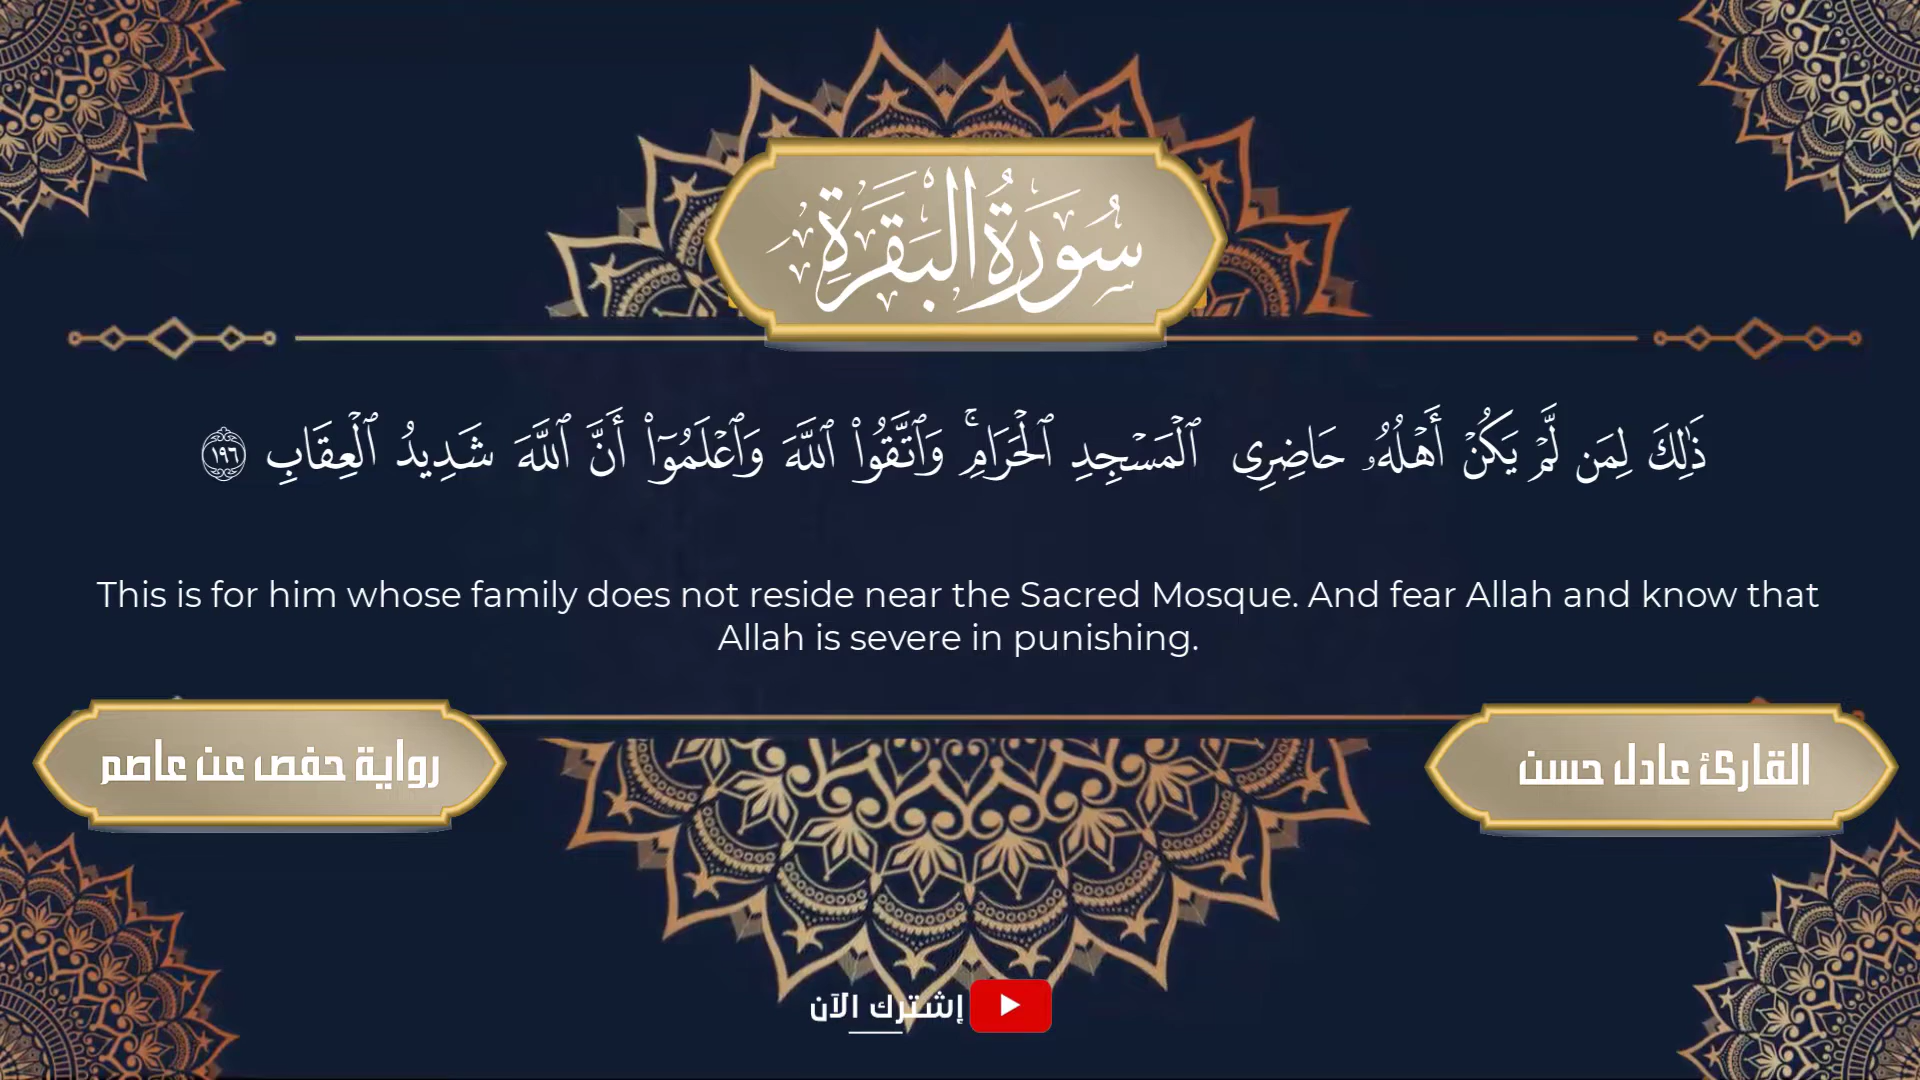 سُورَةُ البَقَرَةِ
ذَٰلِكَ لِمَن لَّمْ يَكُنْ أَهْلُهُۥ حَاضِرِى ٱلْمَسْجِدِ ٱلْحَرَامِ ۚ وَٱتَّقُوا۟ ٱللَّهَ وَٱعْلَمُوٓا۟ أَنَّ ٱللَّهَ شَدِيدُ ٱلْعِقَابِ ١٩٦
This is for him whose family does not reside near the Sacred Mosque. And fear Allah and know that
Allah is severe in punishing.
القارئ عادل حسن
رواية حفص عن عاصم
إشترك الآن